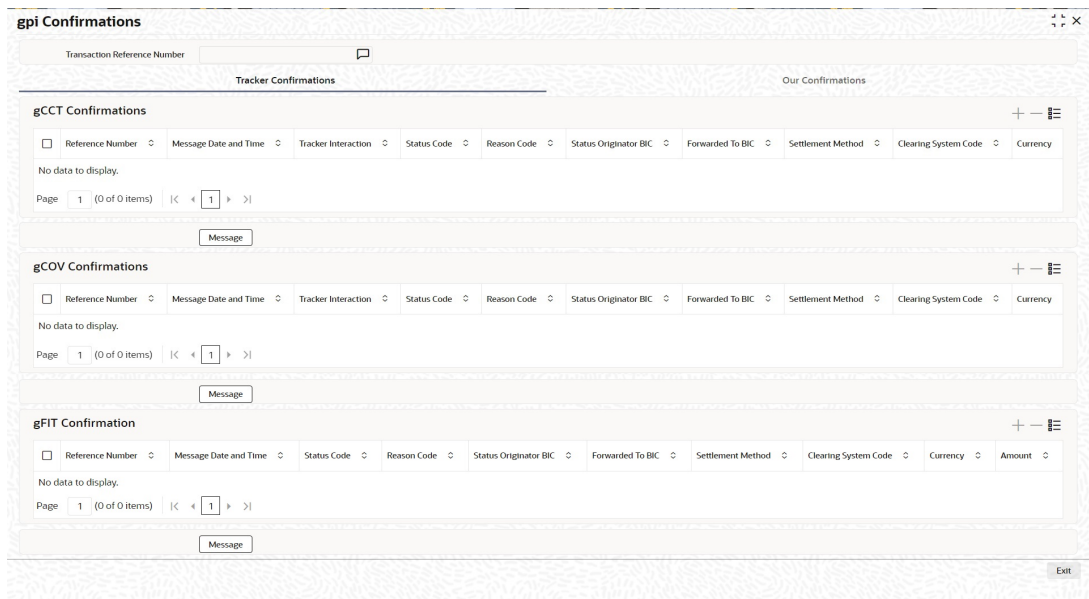 gpi Confirmations
Transaction Reference Number
Tracker Confirmations Our Confirmations
gCCT Confirmations
Reference Number Message Date and Time Tracker Interaction Status Code Reason Code Status Originator BIC Forwarded To BIC Settlement Method Clearing System Code Currency
No data to display.
Page 1 (0 of 0 items) 1
Message
gCOV Confirmations
Reference Number Message Date and Time Tracker Interaction Status Code Reason Code Status Originator BIC Forwarded To BIC Settlement Method Clearing System Code Currency
No data to display.
Page 1 (0 of 0 items) 1
Message
gFIT Confirmation
Reference Number Message Date and Time Status Code Reason Code Status Originator BIC Forwarded To BIC Settlement Method Clearing System Code Currency Amount
No data to display.
Page 1 (0 of 0 items) 1
Message
Exit